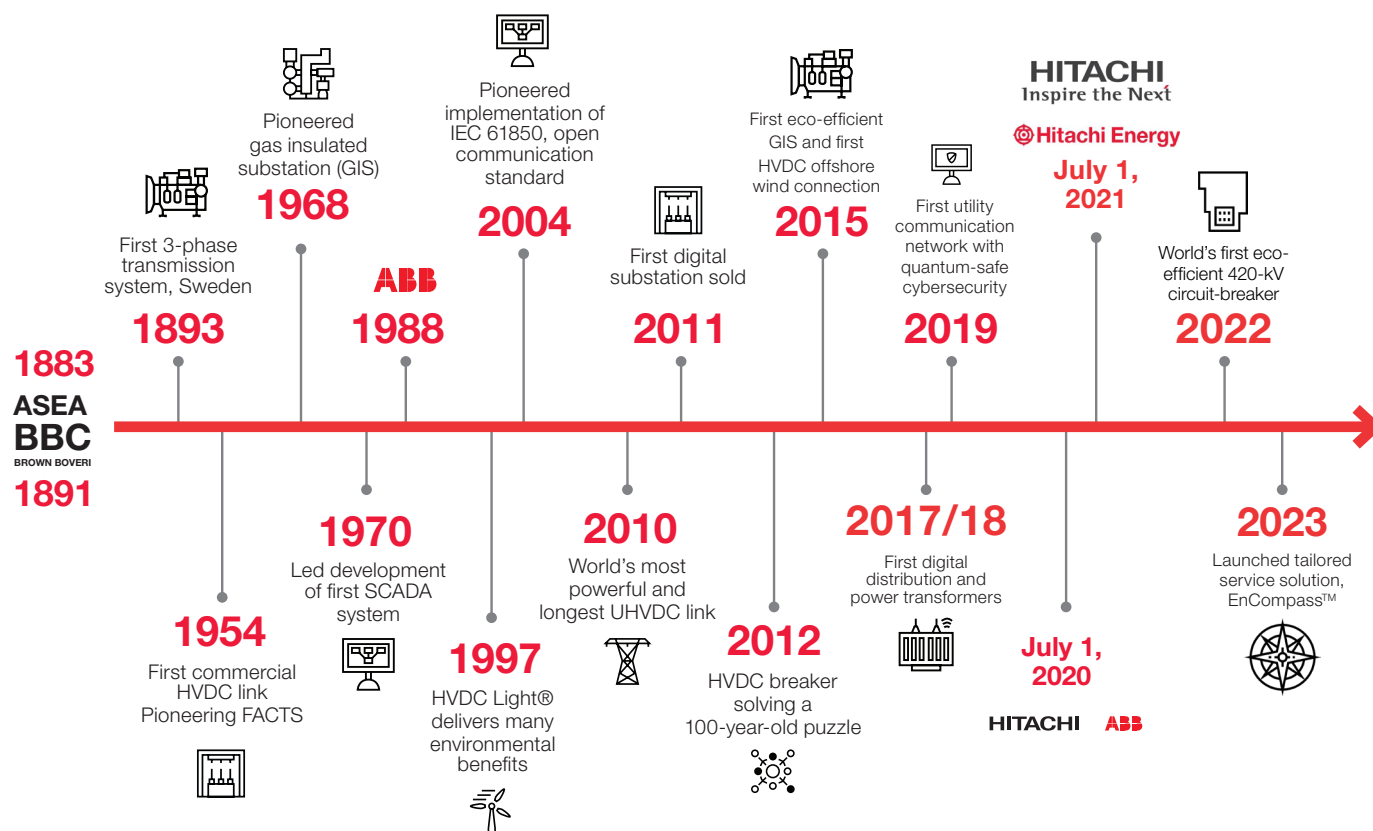 1883
ASEA
BBC
BROWN BOVERI
1891
First 3-phase
transmission
system, Sweden
1893
First commercial
HVDC link
Pioneering FACTS
1954
Pioneered
gas insulated
substation (GIS)
1968
1970
Led development
of first SCADA
system
ABB
1988
1997
HVDC Light®
delivers many
environmental
benefits
Pioneered
implementation of
IEC 61850, open
communication
standard
2004
2010
World's most
powerful and
longest UHVDC link
First digital
substation sold
2011
2012
HVDC breaker
solving a
100-year-old puzzle
First eco-efficient
GIS and first
HVDC offshore
wind connection
2015
2017/18
First digital
distribution and
power transformers
First utility
communication
network with
quantum-safe
cybersecurity
2019
July 1,
2020
HITACHI ABB
HITACHI
Inspire the Next
Hitachi Energy
July 1,
2021
World's first eco-
efficient 420-kV
circuit-breaker
2022
2023
Launched tailored
service solution,
EnCompass™